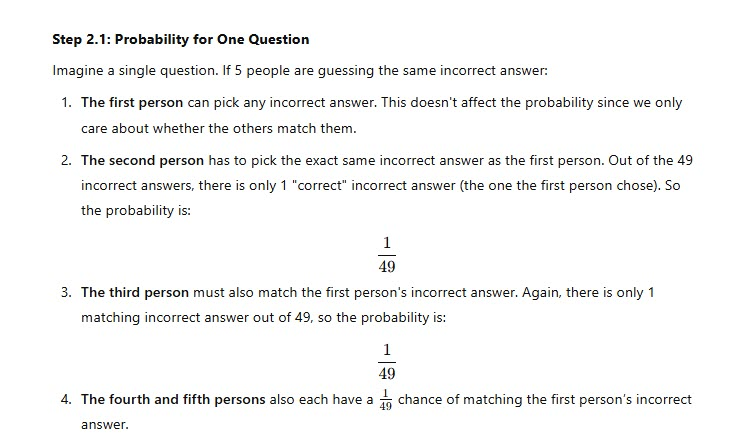 Step 2.1: Probability for One Question
Imagine a single question. If 5 people are guessing the same incorrect answer:
1. The first person can pick any incorrect answer. This doesn't affect the probability since we only
care about whether the others match them.
2. The second person has to pick the exact same incorrect answer as the first person. Out of the 49
incorrect answers, there is only 1 "correct" incorrect answer (the one the first person chose). So
the probability is:
1
49
3. The third person must also match the first person's incorrect answer. Again, there is only 1
matching incorrect answer out of 49, so the probability is:
1
49
4. The fourth and fifth persons also each have a 1/49 chance of matching the first person's incorrect
answer.